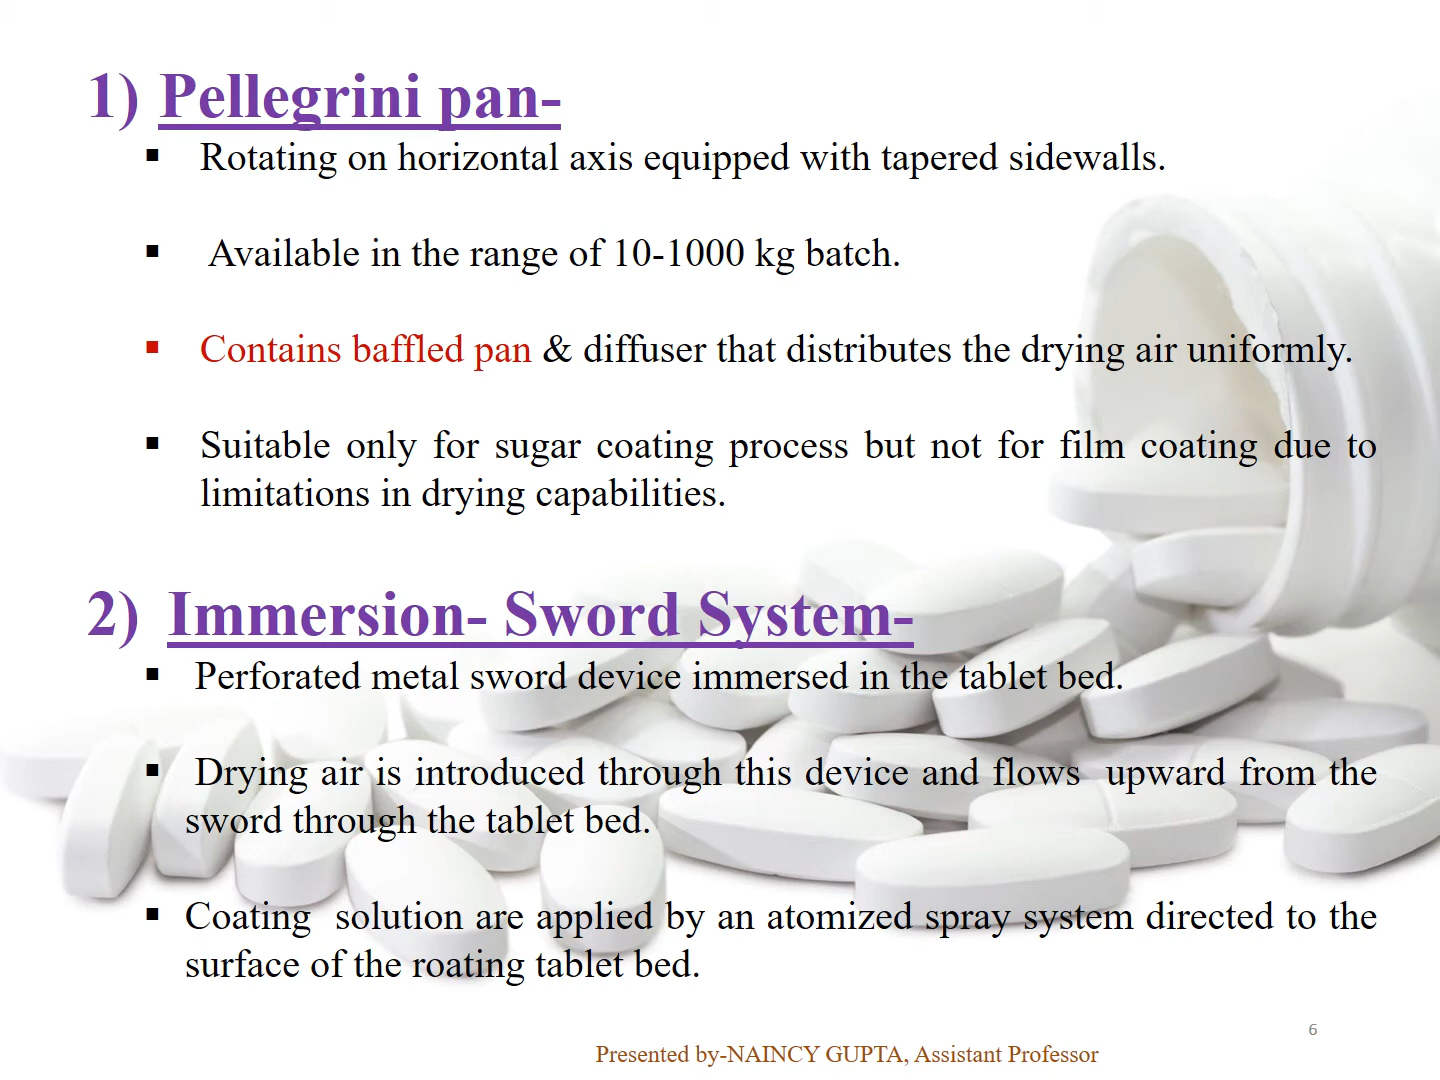 1) Pellegrini pan-
▪ Rotating on horizontal axis equipped with tapered sidewalls.
▪ Available in the range of 10-1000 kg batch.
▪ Contains baffled pan & diffuser that distributes the drying air uniformly.
▪ Suitable only for sugar coating process but not for film coating due to
limitations in drying capabilities.
2) Immersion- Sword System-
▪ Perforated metal sword device immersed in the tablet bed.
▪ Drying air is introduced through this device and flows upward from the
sword through the tablet bed.
▪ Coating solution are applied by an atomized spray system directed to the
surface of the roating tablet bed.
6
Presented by-NAINCY GUPTA, Assistant Professor